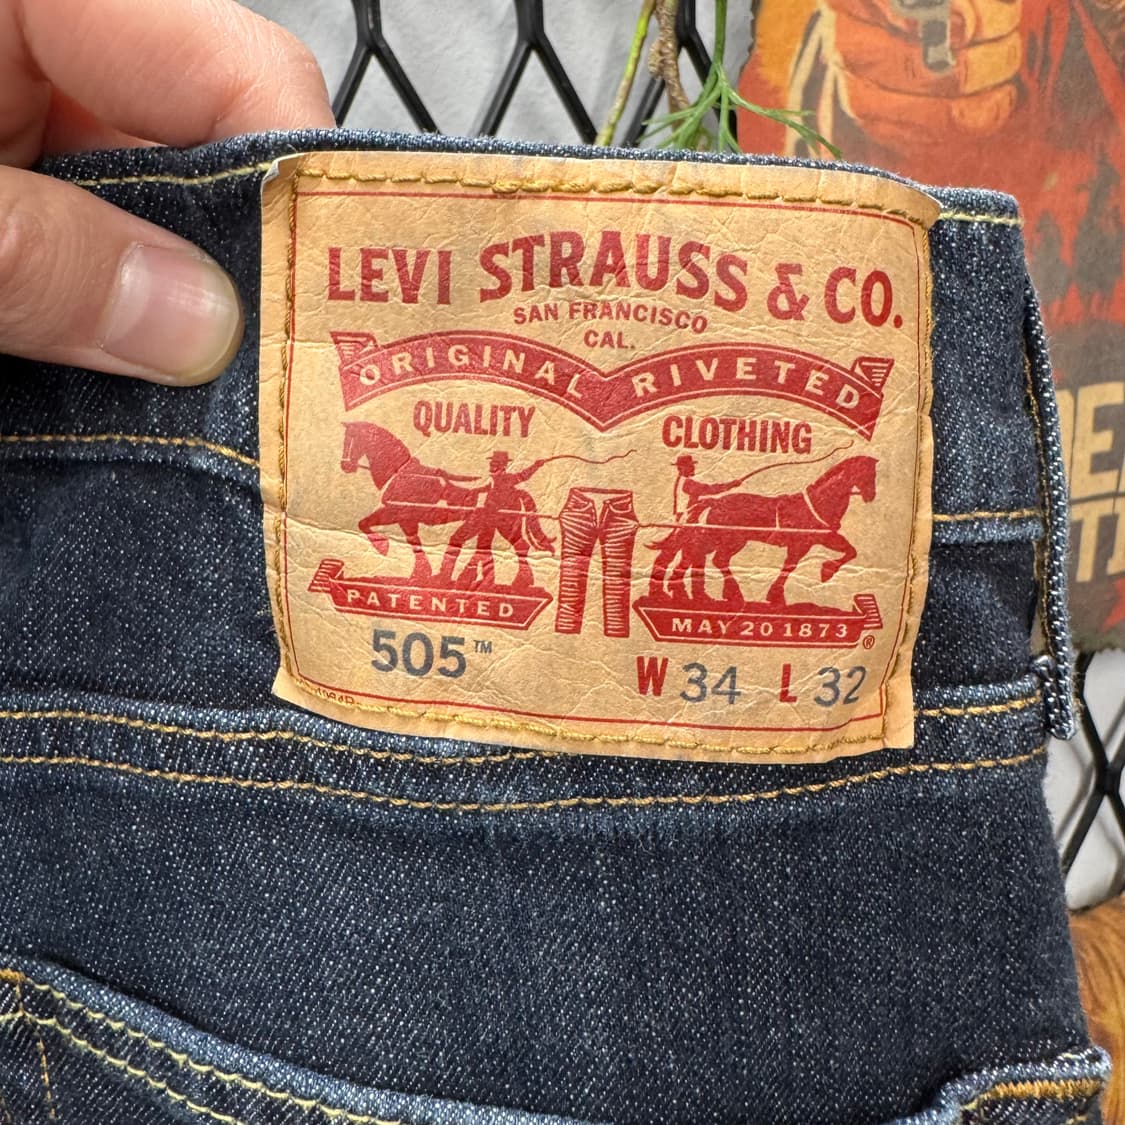 LEVI STRAUSS & CO.
SAN FRANCISCO
CAL.
ORIGINAL RIVETED
QUALITY CLOTHING
PATENTED
MAY 20 1873 ®
505™
W 34 L 32